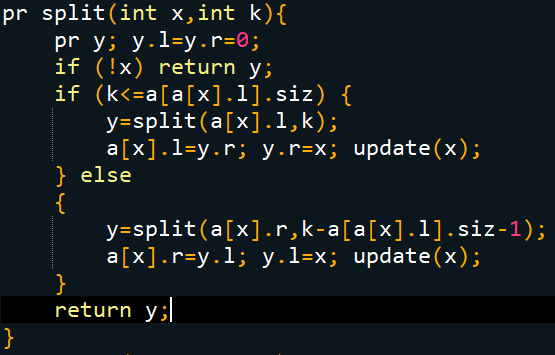 pr split(int x,int k){
    pr y; y.l=y.r=0;
    if (!x) return y;
    if (k<=a[a[x].l].siz) {
        y=split(a[x].l,k);
        a[x].l=y.r; y.r=x; update(x);
    } else
    {
        y=split(a[x].r,k-a[a[x].l].siz-1);
        a[x].r=y.l; y.l=x; update(x);
    }
    return y;
}